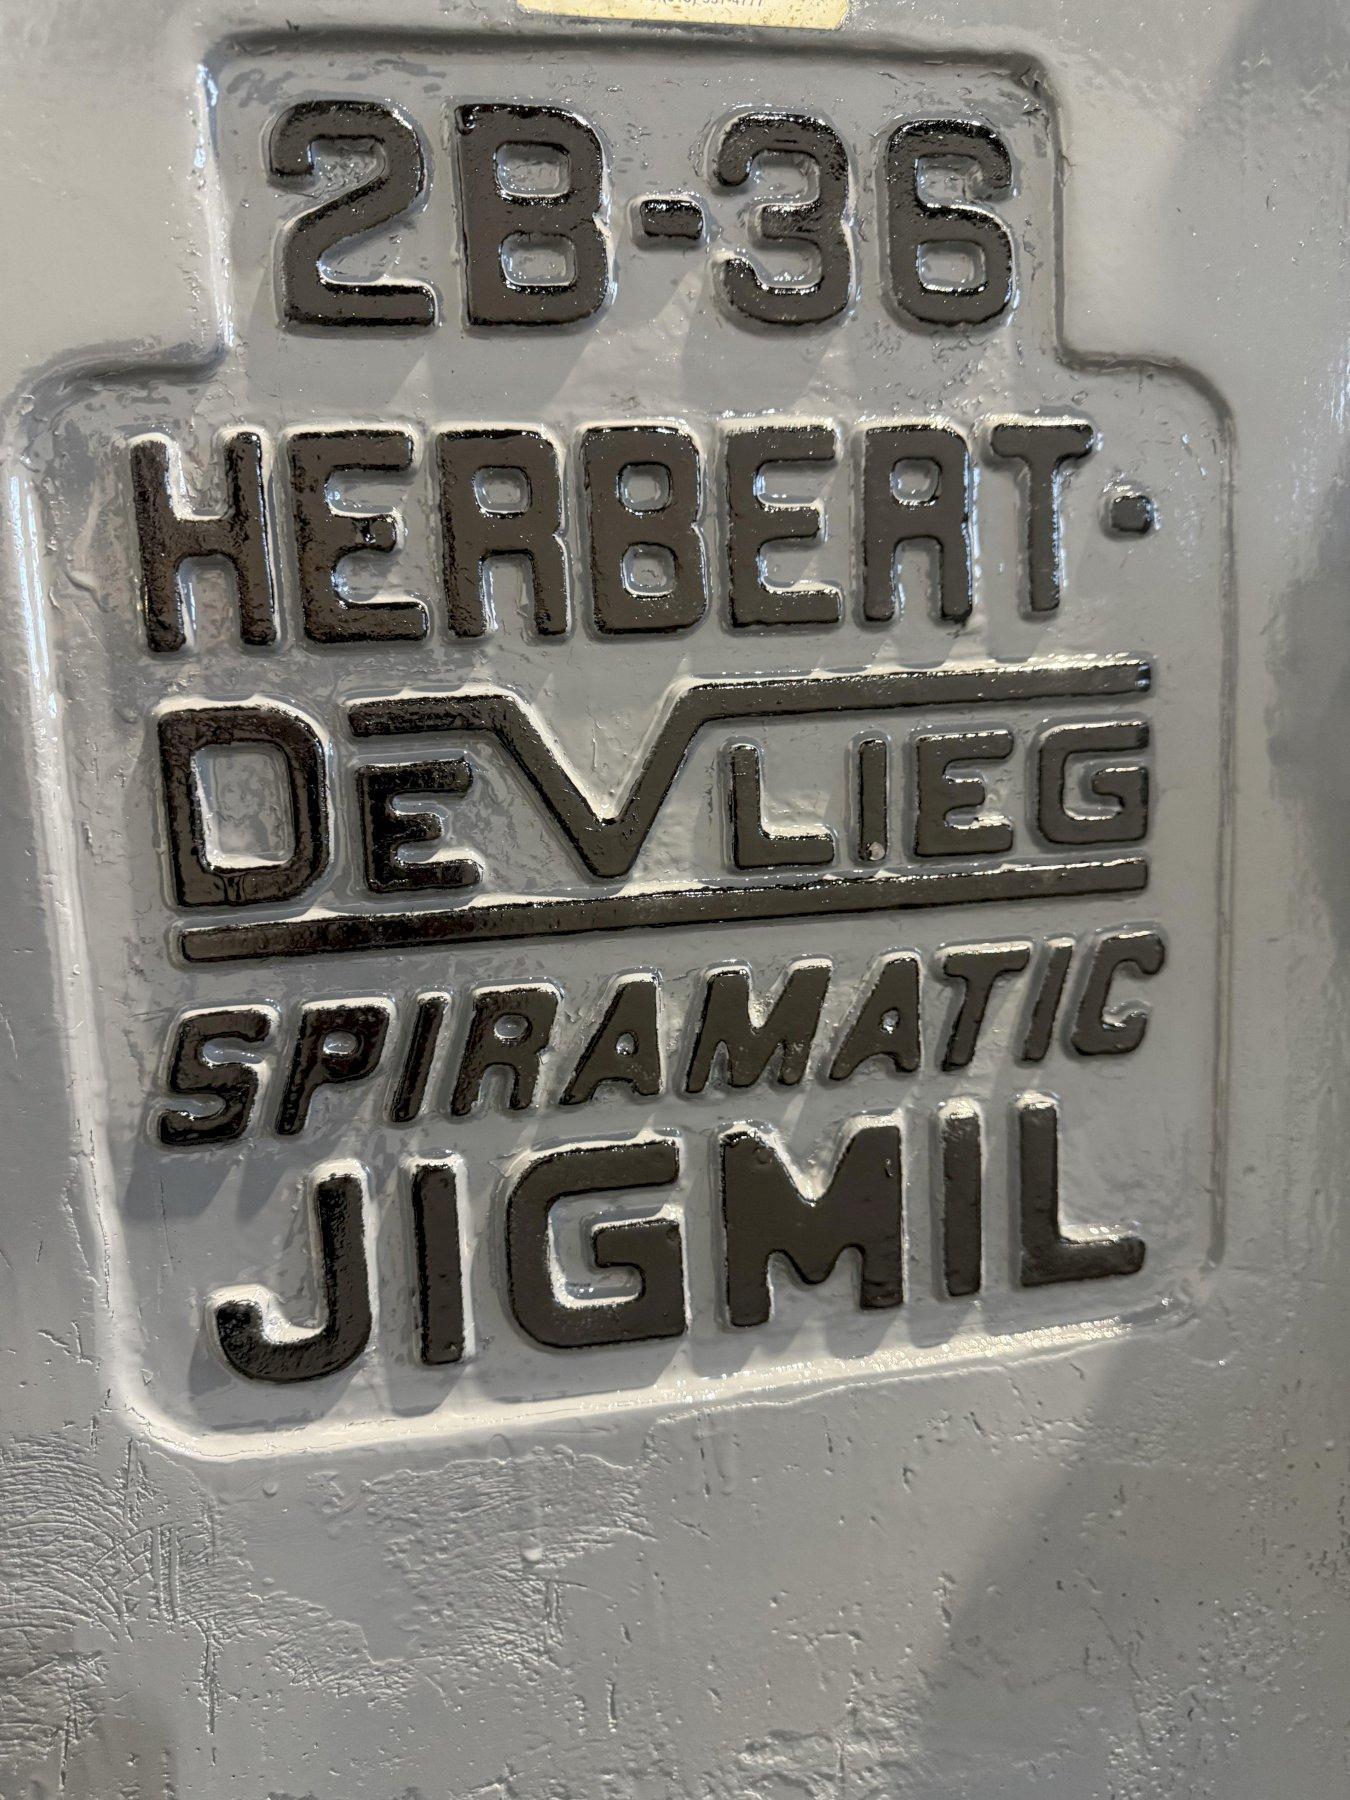 2B-36
HERBERT·
DEVLIEG
SPIRAMATIC
JIGMIL